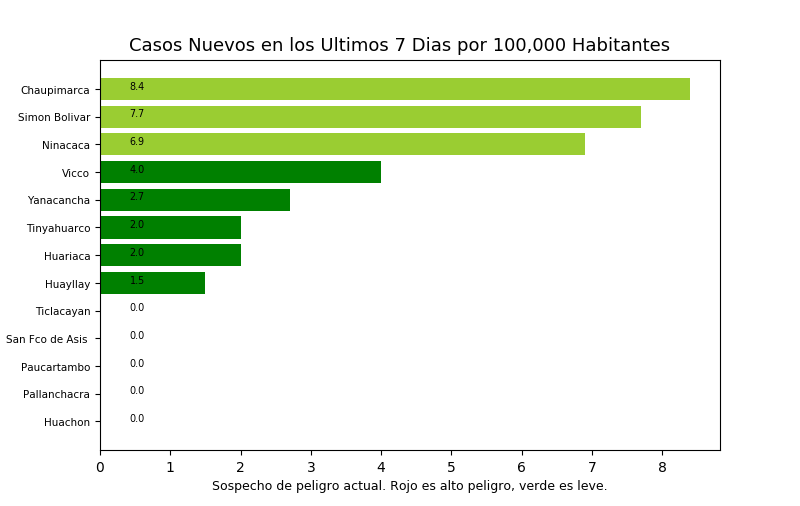 Casos Nuevos en los Ultimos 7 Dias por 100,000 Habitantes
Chaupimarca 8.4
Simon Bolivar 7.7
Ninacaca 6.9
Vicco 4.0
Yanacancha 2.7
Tinyahuarco 2.0
Huariaca 2.0
Huayllay 1.5
Ticlacayan 0.0
San Fco de Asis 0.0
Paucartambo 0.0
Pallanchacra 0.0
Huachon 0.0
0 1 2 3 4 5 6 7 8
Sospecho de peligro actual. Rojo es alto peligro, verde es leve.